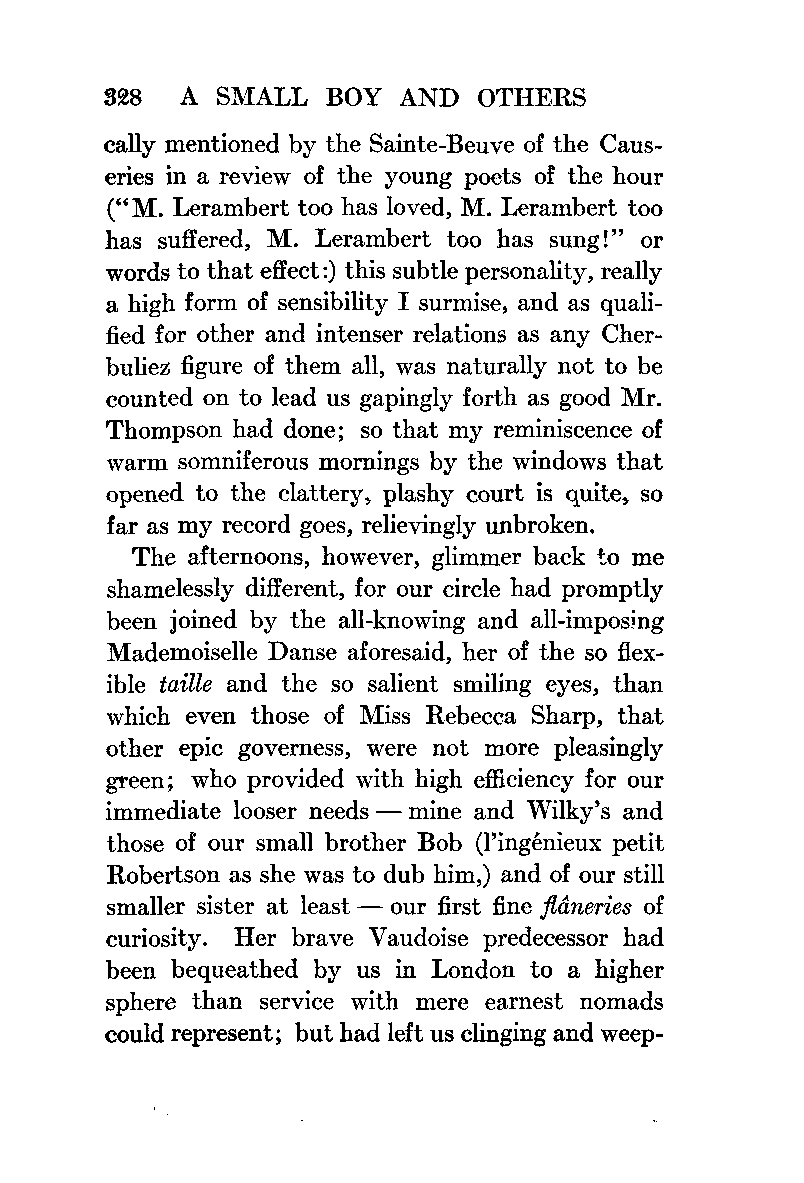 328 A SMALL BOY AND OTHERS
cally mentioned by the Sainte-Beuve of the Caus-
eries in a review of the young poets of the hour
(“M. Lerambert too has loved, M. Lerambert too
has suffered, M. Lerambert too has sung!” or
words to that effect:) this subtle personality, really
a high form of sensibility I surmise, and as quali-
fied for other and intenser relations as any Cher-
buliez figure of them all, was naturally not to be
counted on to lead us gapingly forth as good Mr.
Thompson had done; so that my reminiscence of
warm somniferous mornings by the windows that
opened to the clattery, plashy court is quite, so
far as my record goes, relievingly unbroken.
The afternoons, however, glimmer back to me
shamelessly different, for our circle had promptly
been joined by the all-knowing and all-imposing
Mademoiselle Danse aforesaid, her of the so flex-
ible taille and the so salient smiling eyes, than
which even those of Miss Rebecca Sharp, that
other epic governess, were not more pleasingly
green; who provided with high efficiency for our
immediate looser needs — mine and Wilky’s and
those of our small brother Bob (l’ingénieux petit
Robertson as she was to dub him,) and of our still
smaller sister at least — our first fine flâneries of
curiosity. Her brave Vaudoise predecessor had
been bequeathed by us in London to a higher
sphere than service with mere earnest nomads
could represent; but had left us clinging and weep-